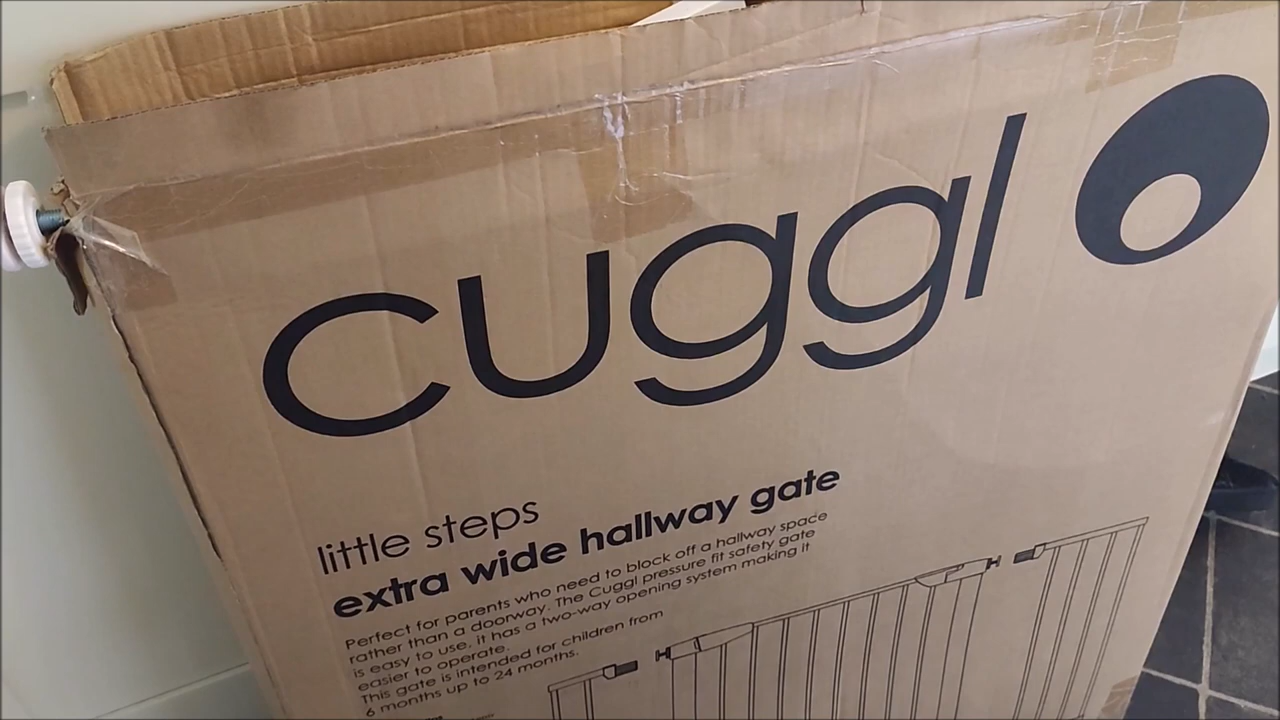 cuggl
little steps
extra wide hallway gate
Perfect for parents who need to block off a hallway space
rather than a doorway. The Cuggl pressure fit safety gate
is easy to use, it has a two-way opening system making it
easier to operate.
This gate is intended for children from
6 months up to 24 months.